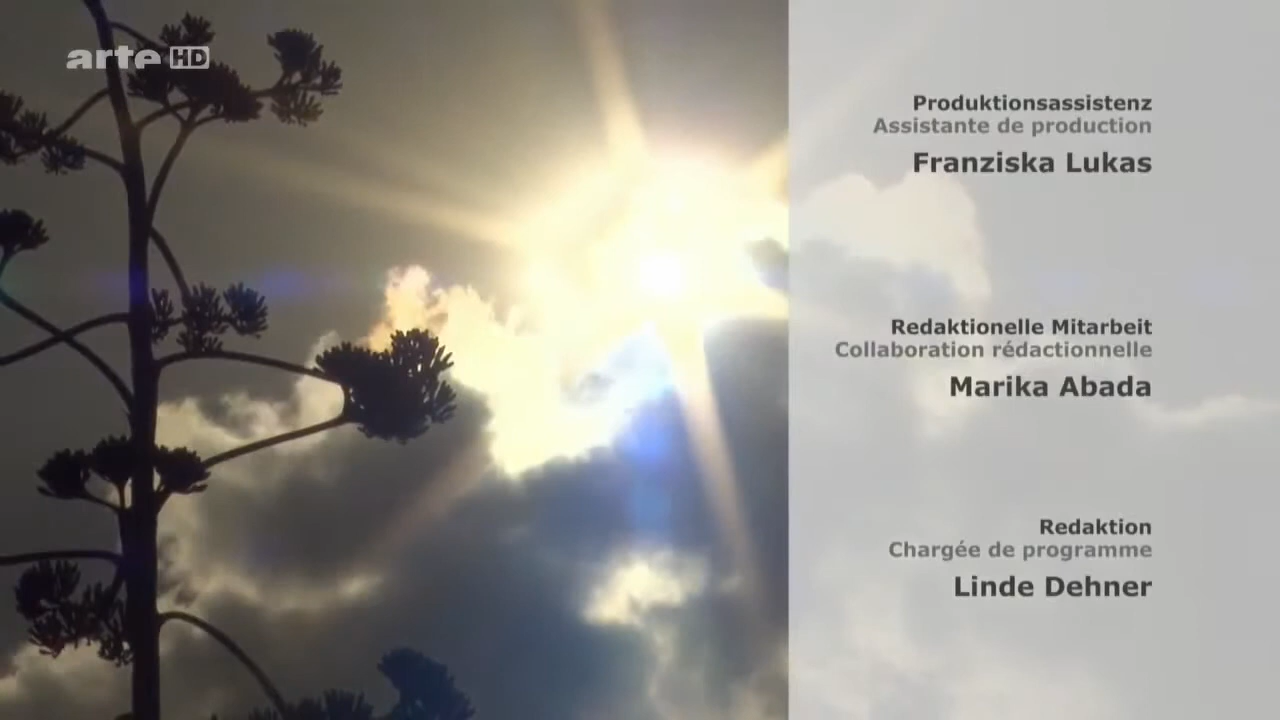 arte HD
Produktionsassistenz
Assistante de production
Franziska Lukas
Redaktionelle Mitarbeit
Collaboration rédactionnelle
Marika Abada
Redaktion
Chargée de programme
Linde Dehner